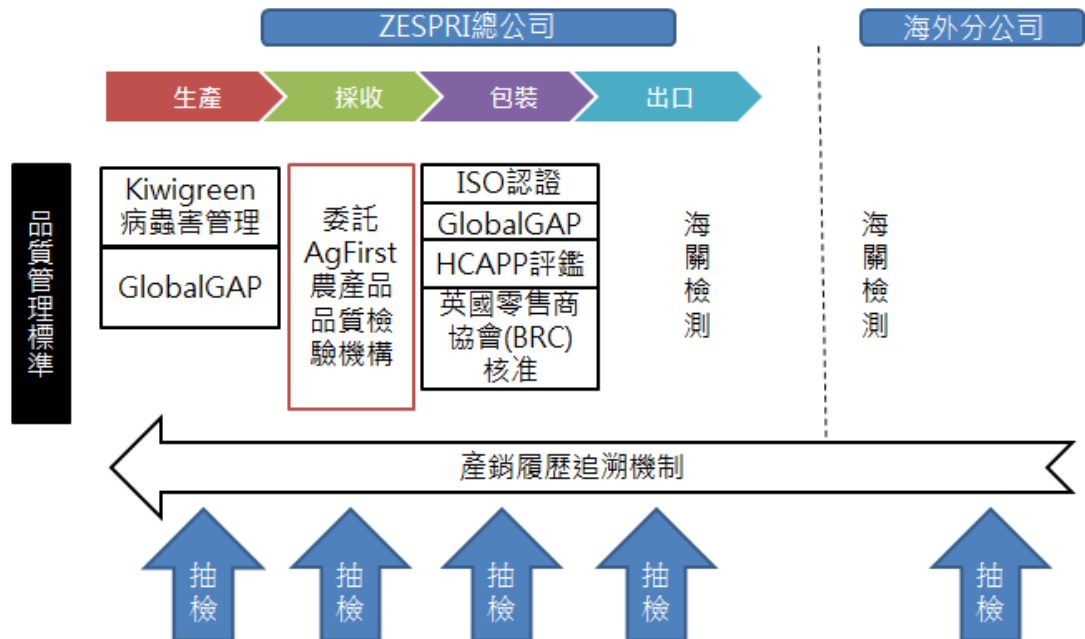 ZESPRI總公司
海外分公司
生產
採收
包裝
出口
品質管理標準
Kiwigreen
病蟲害管理
GlobalGAP
委託
AgFirst
農產品
品質檢
驗機構
ISO認證
GlobalGAP
HCAPP評鑑
英國零售商
協會(BRC)
核准
海關檢測
海關檢測
產銷履歷追溯機制
抽檢
抽檢
抽檢
抽檢
抽檢